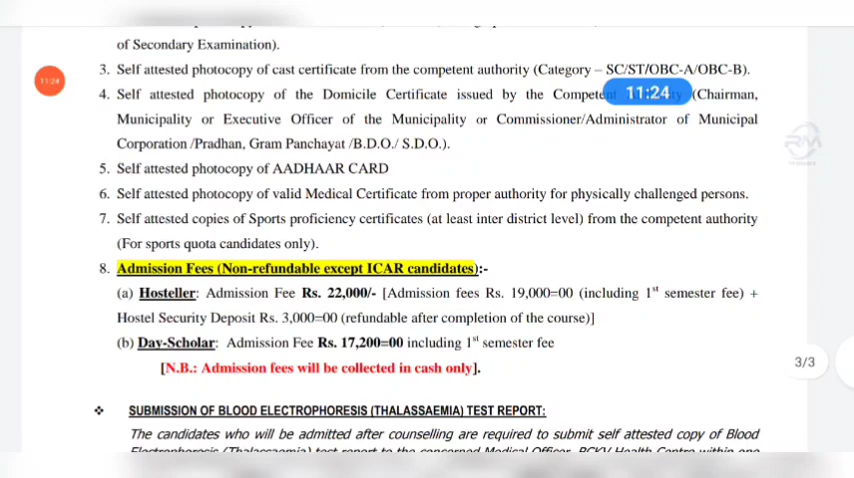 of Secondary Examination).
3. Self attested photocopy of cast certificate from the competent authority (Category – SC/ST/OBC-A/OBC-B).
11:24
4. Self attested photocopy of the Domicile Certificate issued by the 11:24 (Chairman,
Municipality or Executive Officer of the Municipality or Commissioner/Administrator of Municipal
Corporation /Pradhan, Gram Panchayat /B.D.O./ S.D.O.).
5. Self attested photocopy of AADHAAR CARD
6. Self attested photocopy of valid Medical Certificate from proper authority for physically challenged persons.
7. Self attested copies of Sports proficiency certificates (at least inter district level) from the competent authority
(For sports quota candidates only).
8. Admission Fees (Non-refundable except ICAR candidates):-
(a) Hosteller: Admission Fee Rs. 22,000/- [Admission fees Rs. 19,000=00 (including 1st semester fee) +
Hostel Security Deposit Rs. 3,000=00 (refundable after completion of the course)]
(b) Day-Scholar: Admission Fee Rs. 17,200=00 including 1st semester fee
3/3
[N.B.: Admission fees will be collected in cash only].
❖ SUBMISSION OF BLOOD ELECTROPHORESIS (THALASSAEMIA) TEST REPORT:
The candidates who will be admitted after counselling are required to submit self attested copy of Blood